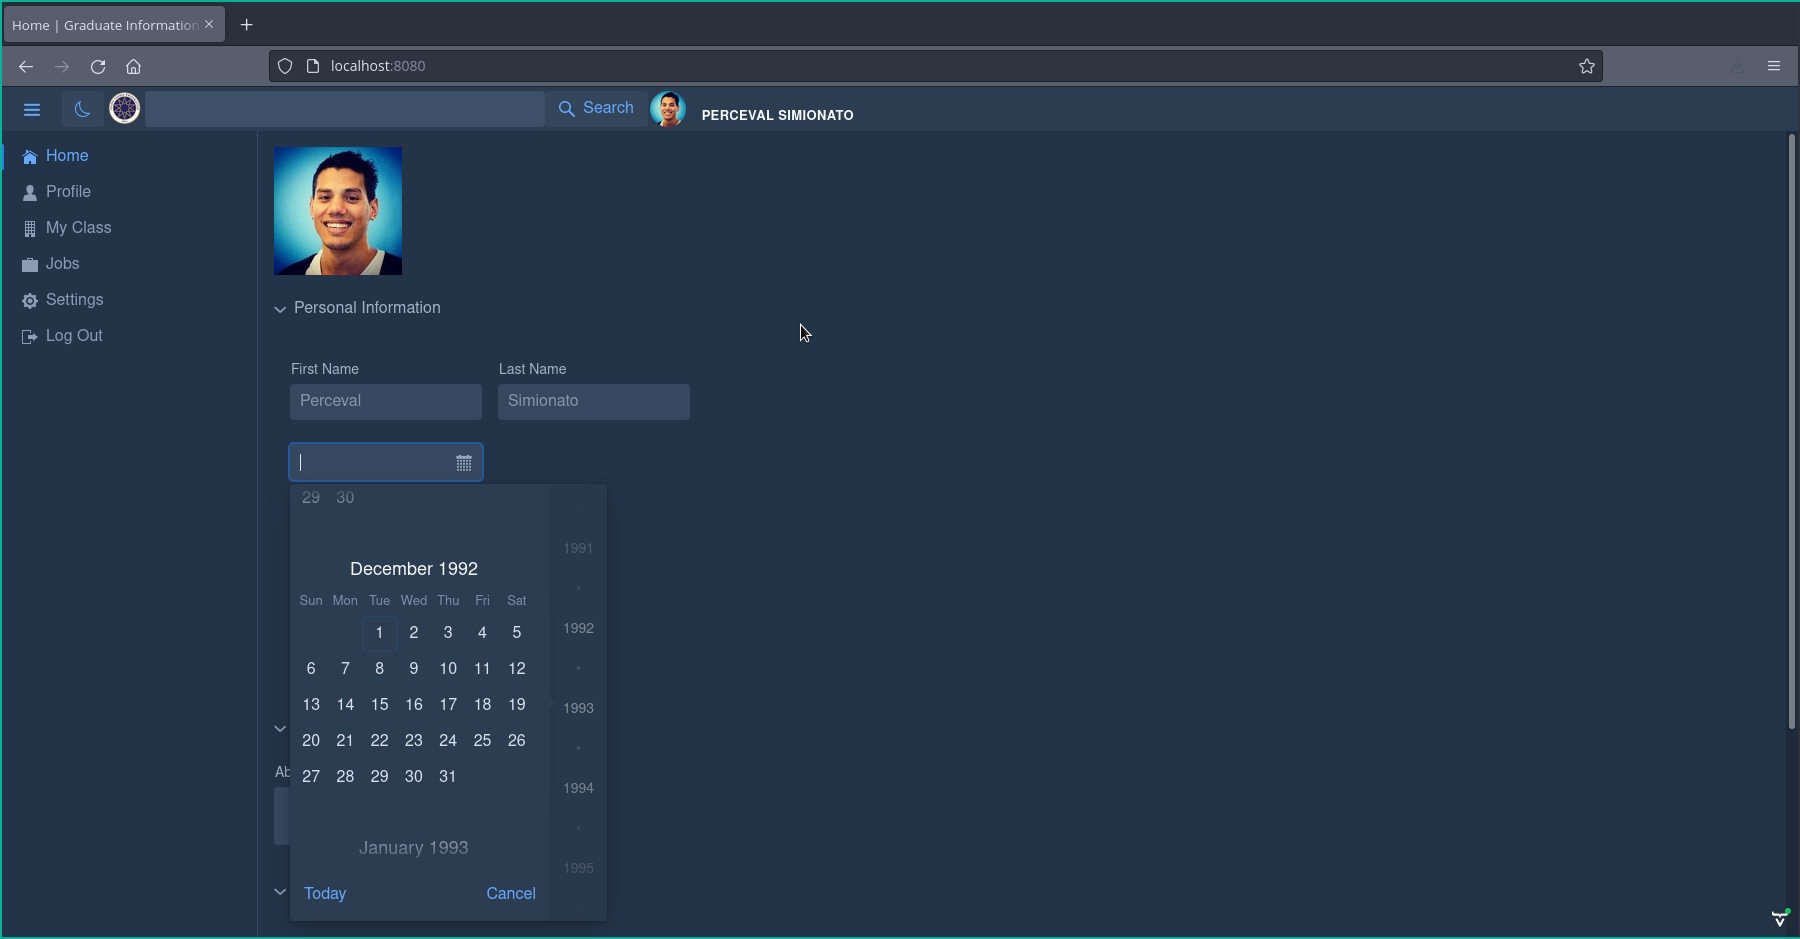 Home | Graduate Information
localhost:8080
Search
PERCEVAL SIMIONATO
Home
Profile
My Class
Jobs
Settings
Log Out
Personal Information
First Name
Last Name
Perceval
Simionato
29 30
December 1992
Sun Mon Tue Wed Thu Fri Sat
1 2 3 4 5
6 7 8 9 10 11 12
13 14 15 16 17 18 19
20 21 22 23 24 25 26
27 28 29 30 31
January 1993
Today
Cancel
1991
1992
1993
1994
1995
Ab